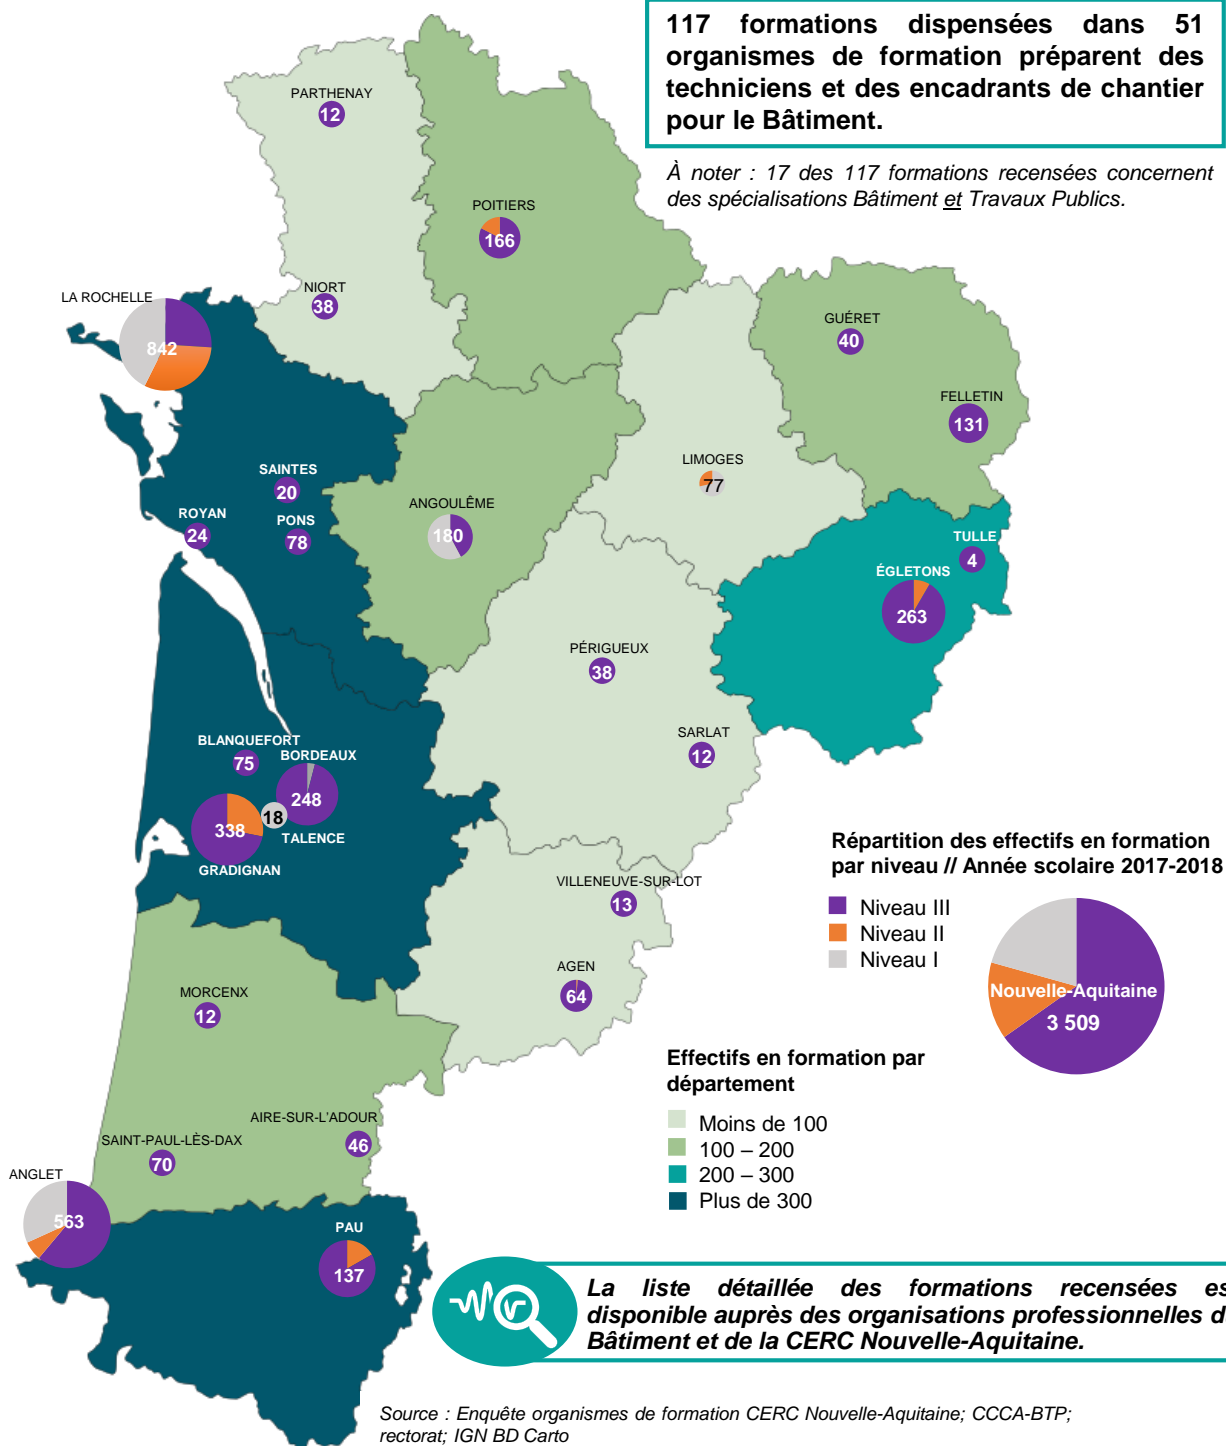 117 formations dispensées dans 51
organismes de formation préparent des
techniciens et des encadrants de chantier
pour le Bâtiment.
À noter : 17 des 117 formations recensées concernent
des spécialisations Bâtiment et Travaux Publics.
PARTHENAY
12
POITIERS
166
NIORT
38
LA ROCHELLE
842
GUÉRET
40
FELLETIN
131
LIMOGES
77
SAINTES
20
ANGOULÊME
180
ROYAN
24
PONS
78
TULLE
4
ÉGLETONS
263
PÉRIGUEUX
38
SARLAT
12
BLANQUEFORT
75
BORDEAUX
248
18
TALENCE
338
GRADIGNAN
VILLENEUVE-SUR-LOT
13
AGEN
64
MORCENX
12
AIRE-SUR-L'ADOUR
46
SAINT-PAUL-LÈS-DAX
70
ANGLET
563
PAU
137
Répartition des effectifs en formation
par niveau // Année scolaire 2017-2018
Niveau III
Niveau II
Niveau I
Nouvelle-Aquitaine
3 509
Effectifs en formation par
département
Moins de 100
100 – 200
200 – 300
Plus de 300
La liste détaillée des formations recensées es
disponible auprès des organisations professionnelles d
Bâtiment et de la CERC Nouvelle-Aquitaine.
Source : Enquête organismes de formation CERC Nouvelle-Aquitaine; CCCA-BTP;
rectorat; IGN BD Carto